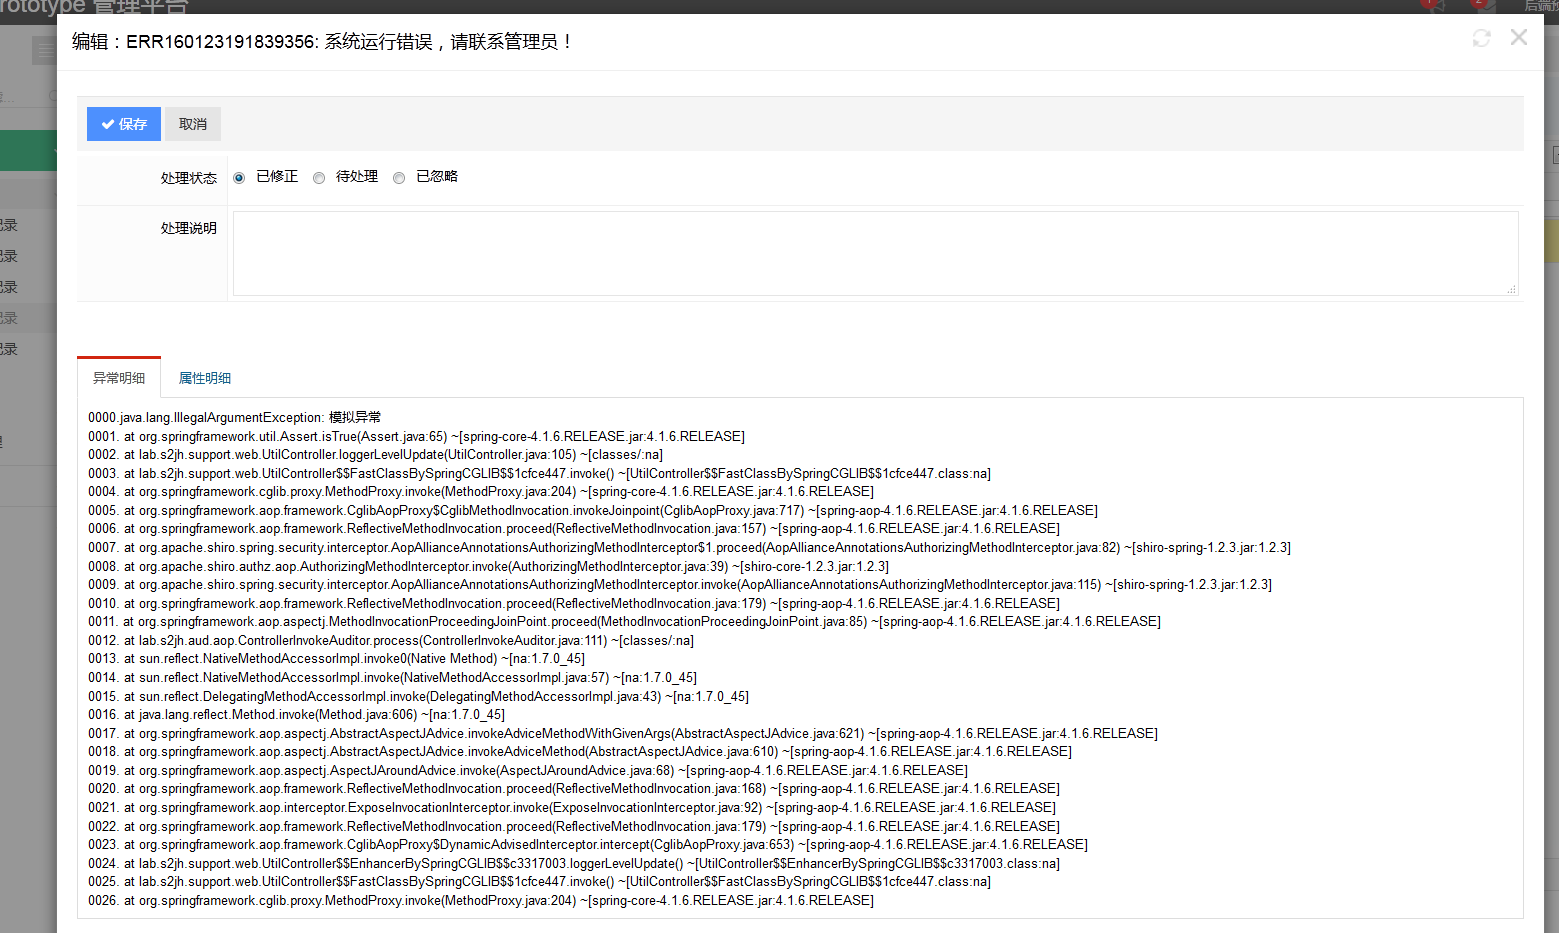 rototype 管理平台
编辑：ERR160123191839356: 系统运行错误，请联系管理员！
保存 取消
处理状态 已修正 待处理 已忽略
处理说明
记录
记录
记录
记录
记录
异常明细 属性明细
0000.java.lang.IllegalArgumentException: 模拟异常
0001. at org.springframework.util.Assert.isTrue(Assert.java:65) ~[spring-core-4.1.6.RELEASE.jar:4.1.6.RELEASE]
0002. at lab.s2jh.support.web.UtilController.loggerLevelUpdate(UtilController.java:105) ~[classes/:na]
0003. at lab.s2jh.support.web.UtilController$$FastClassBySpringCGLIB$$1cfce447.invoke() ~[UtilController$$FastClassBySpringCGLIB$$1cfce447.class:na]
0004. at org.springframework.cglib.proxy.MethodProxy.invoke(MethodProxy.java:204) ~[spring-core-4.1.6.RELEASE.jar:4.1.6.RELEASE]
0005. at org.springframework.aop.framework.CglibAopProxy$CglibMethodInvocation.invokeJoinpoint(CglibAopProxy.java:717) ~[spring-aop-4.1.6.RELEASE.jar:4.1.6.RELEASE]
0006. at org.springframework.aop.framework.ReflectiveMethodInvocation.proceed(ReflectiveMethodInvocation.java:157) ~[spring-aop-4.1.6.RELEASE.jar:4.1.6.RELEASE]
0007. at org.apache.shiro.spring.security.interceptor.AopAllianceAnnotationsAuthorizingMethodInterceptor$1.proceed(AopAllianceAnnotationsAuthorizingMethodInterceptor.java:82) ~[shiro-spring-1.2.3.jar:1.2.3]
0008. at org.apache.shiro.authz.aop.AuthorizingMethodInterceptor.invoke(AuthorizingMethodInterceptor.java:39) ~[shiro-core-1.2.3.jar:1.2.3]
0009. at org.apache.shiro.spring.security.interceptor.AopAllianceAnnotationsAuthorizingMethodInterceptor.invoke(AopAllianceAnnotationsAuthorizingMethodInterceptor.java:115) ~[shiro-spring-1.2.3.jar:1.2.3]
0010. at org.springframework.aop.framework.ReflectiveMethodInvocation.proceed(ReflectiveMethodInvocation.java:179) ~[spring-aop-4.1.6.RELEASE.jar:4.1.6.RELEASE]
0011. at org.springframework.aop.aspectj.MethodInvocationProceedingJoinPoint.proceed(MethodInvocationProceedingJoinPoint.java:85) ~[spring-aop-4.1.6.RELEASE.jar:4.1.6.RELEASE]
0012. at lab.s2jh.aud.aop.ControllerInvokeAuditor.process(ControllerInvokeAuditor.java:111) ~[classes/:na]
0013. at sun.reflect.NativeMethodAccessorImpl.invoke0(Native Method) ~[na:1.7.0_45]
0014. at sun.reflect.NativeMethodAccessorImpl.invoke(NativeMethodAccessorImpl.java:57) ~[na:1.7.0_45]
0015. at sun.reflect.DelegatingMethodAccessorImpl.invoke(DelegatingMethodAccessorImpl.java:43) ~[na:1.7.0_45]
0016. at java.lang.reflect.Method.invoke(Method.java:606) ~[na:1.7.0_45]
0017. at org.springframework.aop.aspectj.AbstractAspectJAdvice.invokeAdviceMethodWithGivenArgs(AbstractAspectJAdvice.java:621) ~[spring-aop-4.1.6.RELEASE.jar:4.1.6.RELEASE]
0018. at org.springframework.aop.aspectj.AbstractAspectJAdvice.invokeAdviceMethod(AbstractAspectJAdvice.java:610) ~[spring-aop-4.1.6.RELEASE.jar:4.1.6.RELEASE]
0019. at org.springframework.aop.aspectj.AspectJAroundAdvice.invoke(AspectJAroundAdvice.java:68) ~[spring-aop-4.1.6.RELEASE.jar:4.1.6.RELEASE]
0020. at org.springframework.aop.framework.ReflectiveMethodInvocation.proceed(ReflectiveMethodInvocation.java:168) ~[spring-aop-4.1.6.RELEASE.jar:4.1.6.RELEASE]
0021. at org.springframework.aop.interceptor.ExposeInvocationInterceptor.invoke(ExposeInvocationInterceptor.java:92) ~[spring-aop-4.1.6.RELEASE.jar:4.1.6.RELEASE]
0022. at org.springframework.aop.framework.ReflectiveMethodInvocation.proceed(ReflectiveMethodInvocation.java:179) ~[spring-aop-4.1.6.RELEASE.jar:4.1.6.RELEASE]
0023. at org.springframework.aop.framework.CglibAopProxy$DynamicAdvisedInterceptor.intercept(CglibAopProxy.java:653) ~[spring-aop-4.1.6.RELEASE.jar:4.1.6.RELEASE]
0024. at lab.s2jh.support.web.UtilController$$EnhancerBySpringCGLIB$$c3317003.loggerLevelUpdate() ~[UtilController$$EnhancerBySpringCGLIB$$c3317003.class:na]
0025. at lab.s2jh.support.web.UtilController$$FastClassBySpringCGLIB$$1cfce447.invoke() ~[UtilController$$FastClassBySpringCGLIB$$1cfce447.class:na]
0026. at org.springframework.cglib.proxy.MethodProxy.invoke(MethodProxy.java:204) ~[spring-core-4.1.6.RELEASE.jar:4.1.6.RELEASE]